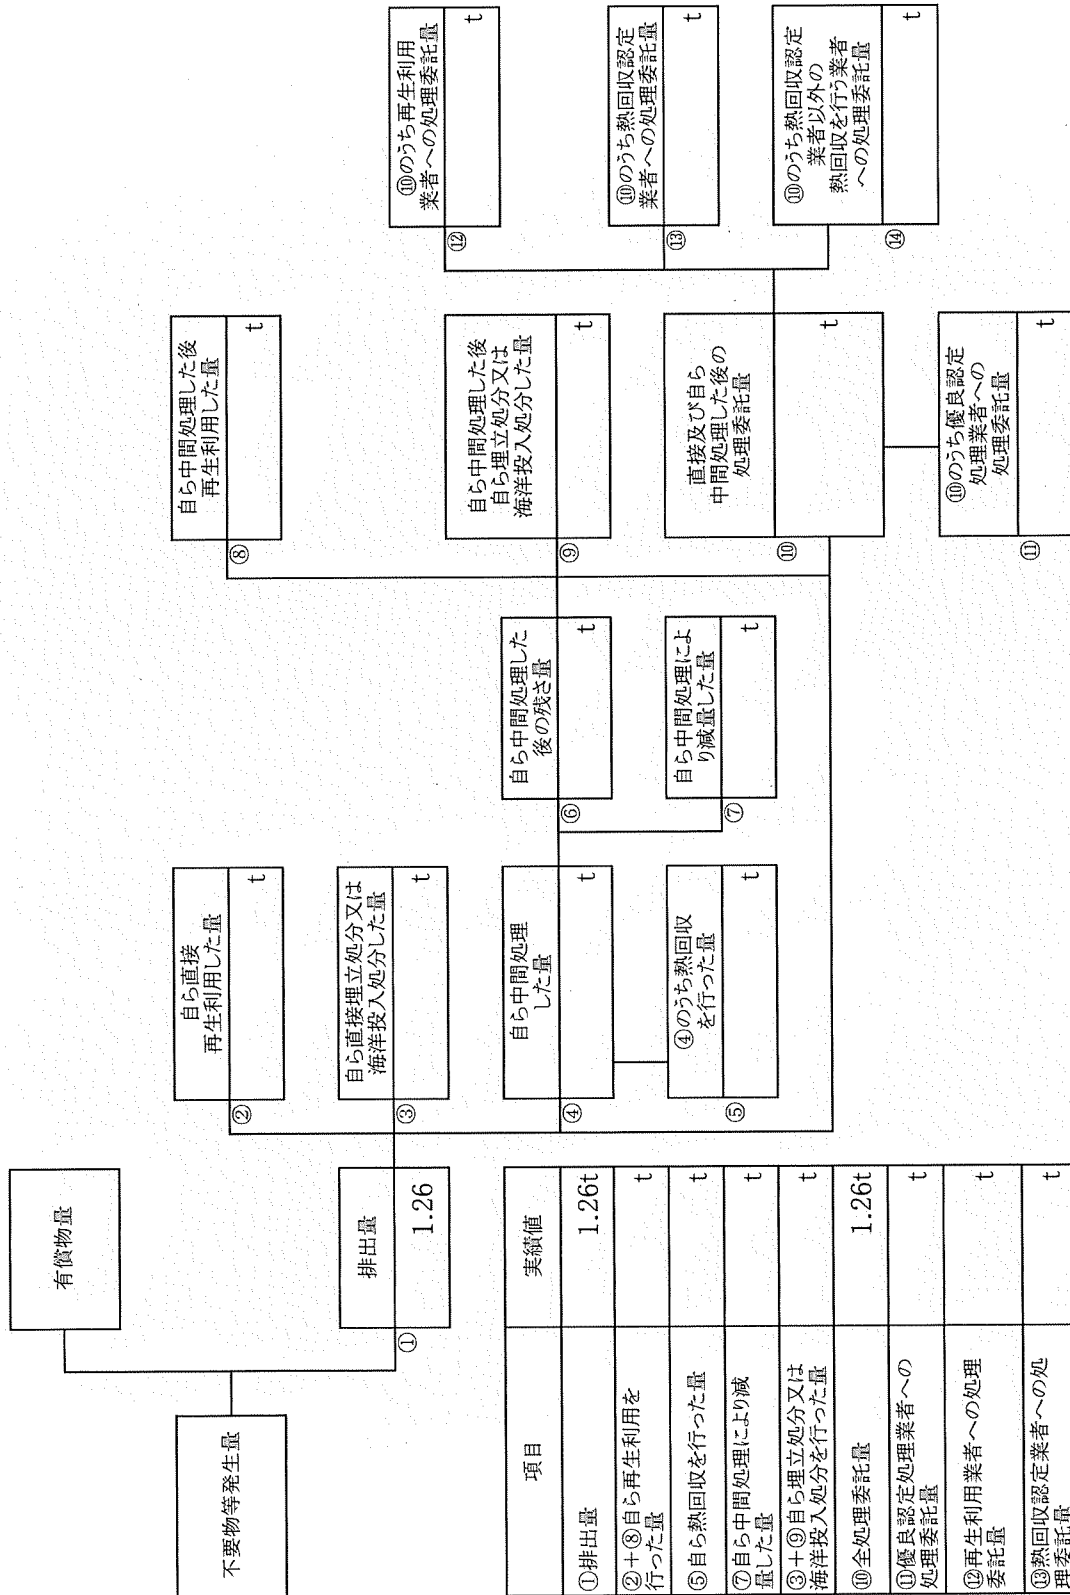 不要物等発生量
有償物量
排出量
① 1.26
自ら直接
再生利用した量
② t
自ら直接埋立処分又は
海洋投入処分した量
③ t
自ら中間処理
した量
④ t
④のうち熱回収
を行った量
⑤ t
自ら中間処理した
後の残さ量
⑥ t
自ら中間処理によ
り減量した量
⑦ t
自ら中間処理した後
再生利用した量
⑧ t
自ら中間処理した後
自ら埋立処分又は
海洋投入処分した量
⑨ t
直接及び自ら
中間処理した後の
処理委託量
⑩ t
⑩のうち優良認定
処理業者への
処理委託量
⑪ t
⑩のうち再生利用
業者への処理委託量
⑫ t
⑩のうち熱回収認定
業者への処理委託量
⑬ t
⑩のうち熱回収認定
業者以外の
熱回収を行う業者
への処理委託量
⑭ t
項目 実績値
①排出量 1.26t
②+⑧自ら再生利用を
行った量 t
⑤自ら熱回収を行った量 t
⑦自ら中間処理により減
量した量 t
③+⑨自ら埋立処分又は
海洋投入処分を行った量 t
⑩全処理委託量 1.26t
⑪優良認定処理業者への
処理委託量 t
⑫再生利用業者への処理
委託量 t
⑬熱回収認定業者への処
理委託量 t